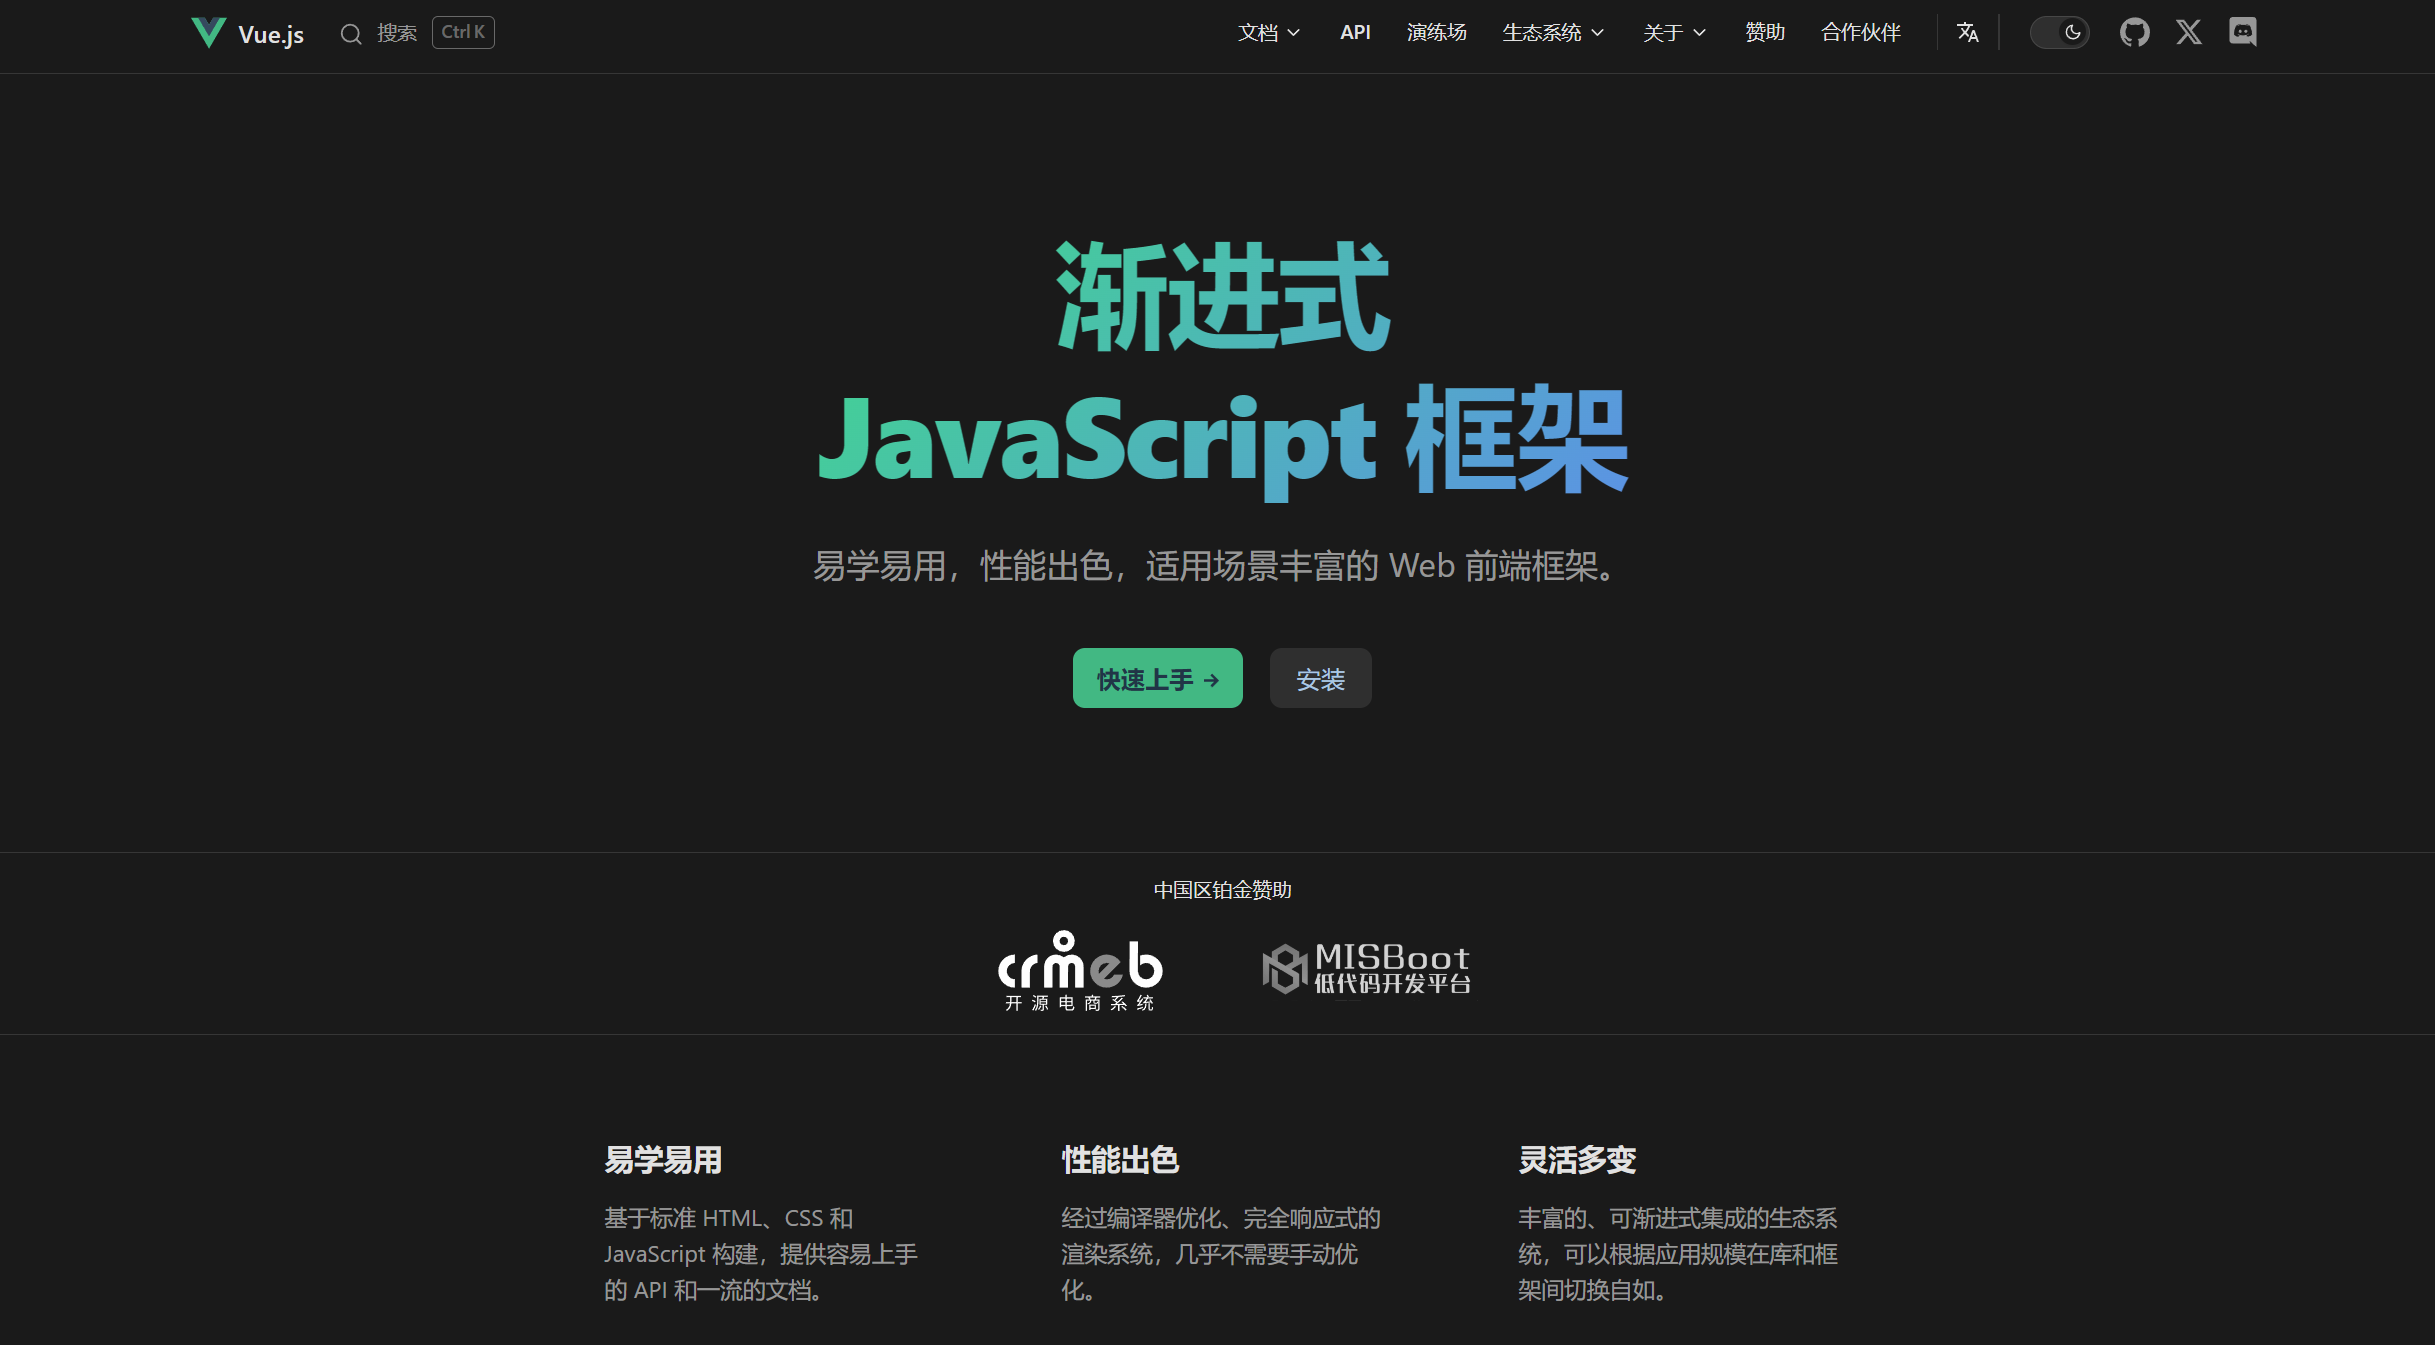 Vue.js 搜索 Ctrl K 文档 API 演练场 生态系统 关于 赞助 合作伙伴
渐进式
JavaScript 框架
易学易用，性能出色，适用场景丰富的 Web 前端框架。
快速上手 → 安装
中国区铂金赞助
crmeb
开源电商系统
MISBoot
低代码开发平台
易学易用
基于标准 HTML、CSS 和
JavaScript 构建，提供容易上手
的 API 和一流的文档。
性能出色
经过编译器优化、完全响应式的
渲染系统，几乎不需要手动优
化。
灵活多变
丰富的、可渐进式集成的生态系
统，可以根据应用规模在库和框
架间切换自如。